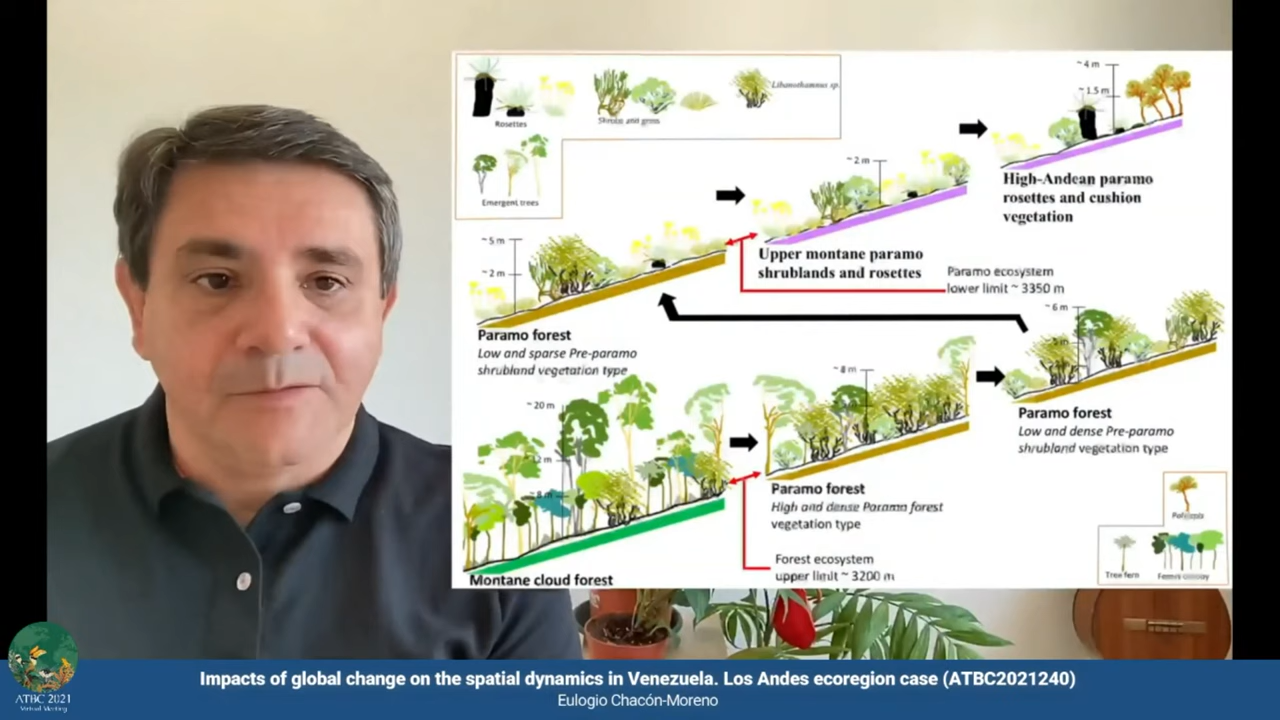 Rosettes
Shrubs and grass
Libanothamnus sp.
Emergent trees
~4 m
~1.5 m
High-Andean paramo
rosettes and cushion
vegetation
~2 m
Upper montane paramo
shrublands and rosettes
Paramo ecosystem
lower limit ~ 3350 m
~5 m
~2 m
Paramo forest
Low and sparse Pre-paramo
shrubland vegetation type
~6 m
Paramo forest
Low and dense Pre-paramo
shrubland vegetation type
~8 m
Paramo forest
High and dense Paramo forest
vegetation type
~20 m
Forest ecosystem
upper limit ~ 3200 m
Montane cloud forest
Polylepis
Tree fern
ATBC 2021
Virtual Meeting
Impacts of global change on the spatial dynamics in Venezuela. Los Andes ecoregion case (ATBC2021240)
Eulogio Chacón-Moreno